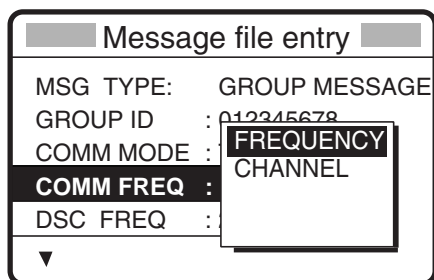 Message file entry
MSG TYPE: GROUP MESSAGE
GROUP ID : 012345678
COMM MODE :
COMM FREQ :
DSC FREQ :
FREQUENCY
CHANNEL